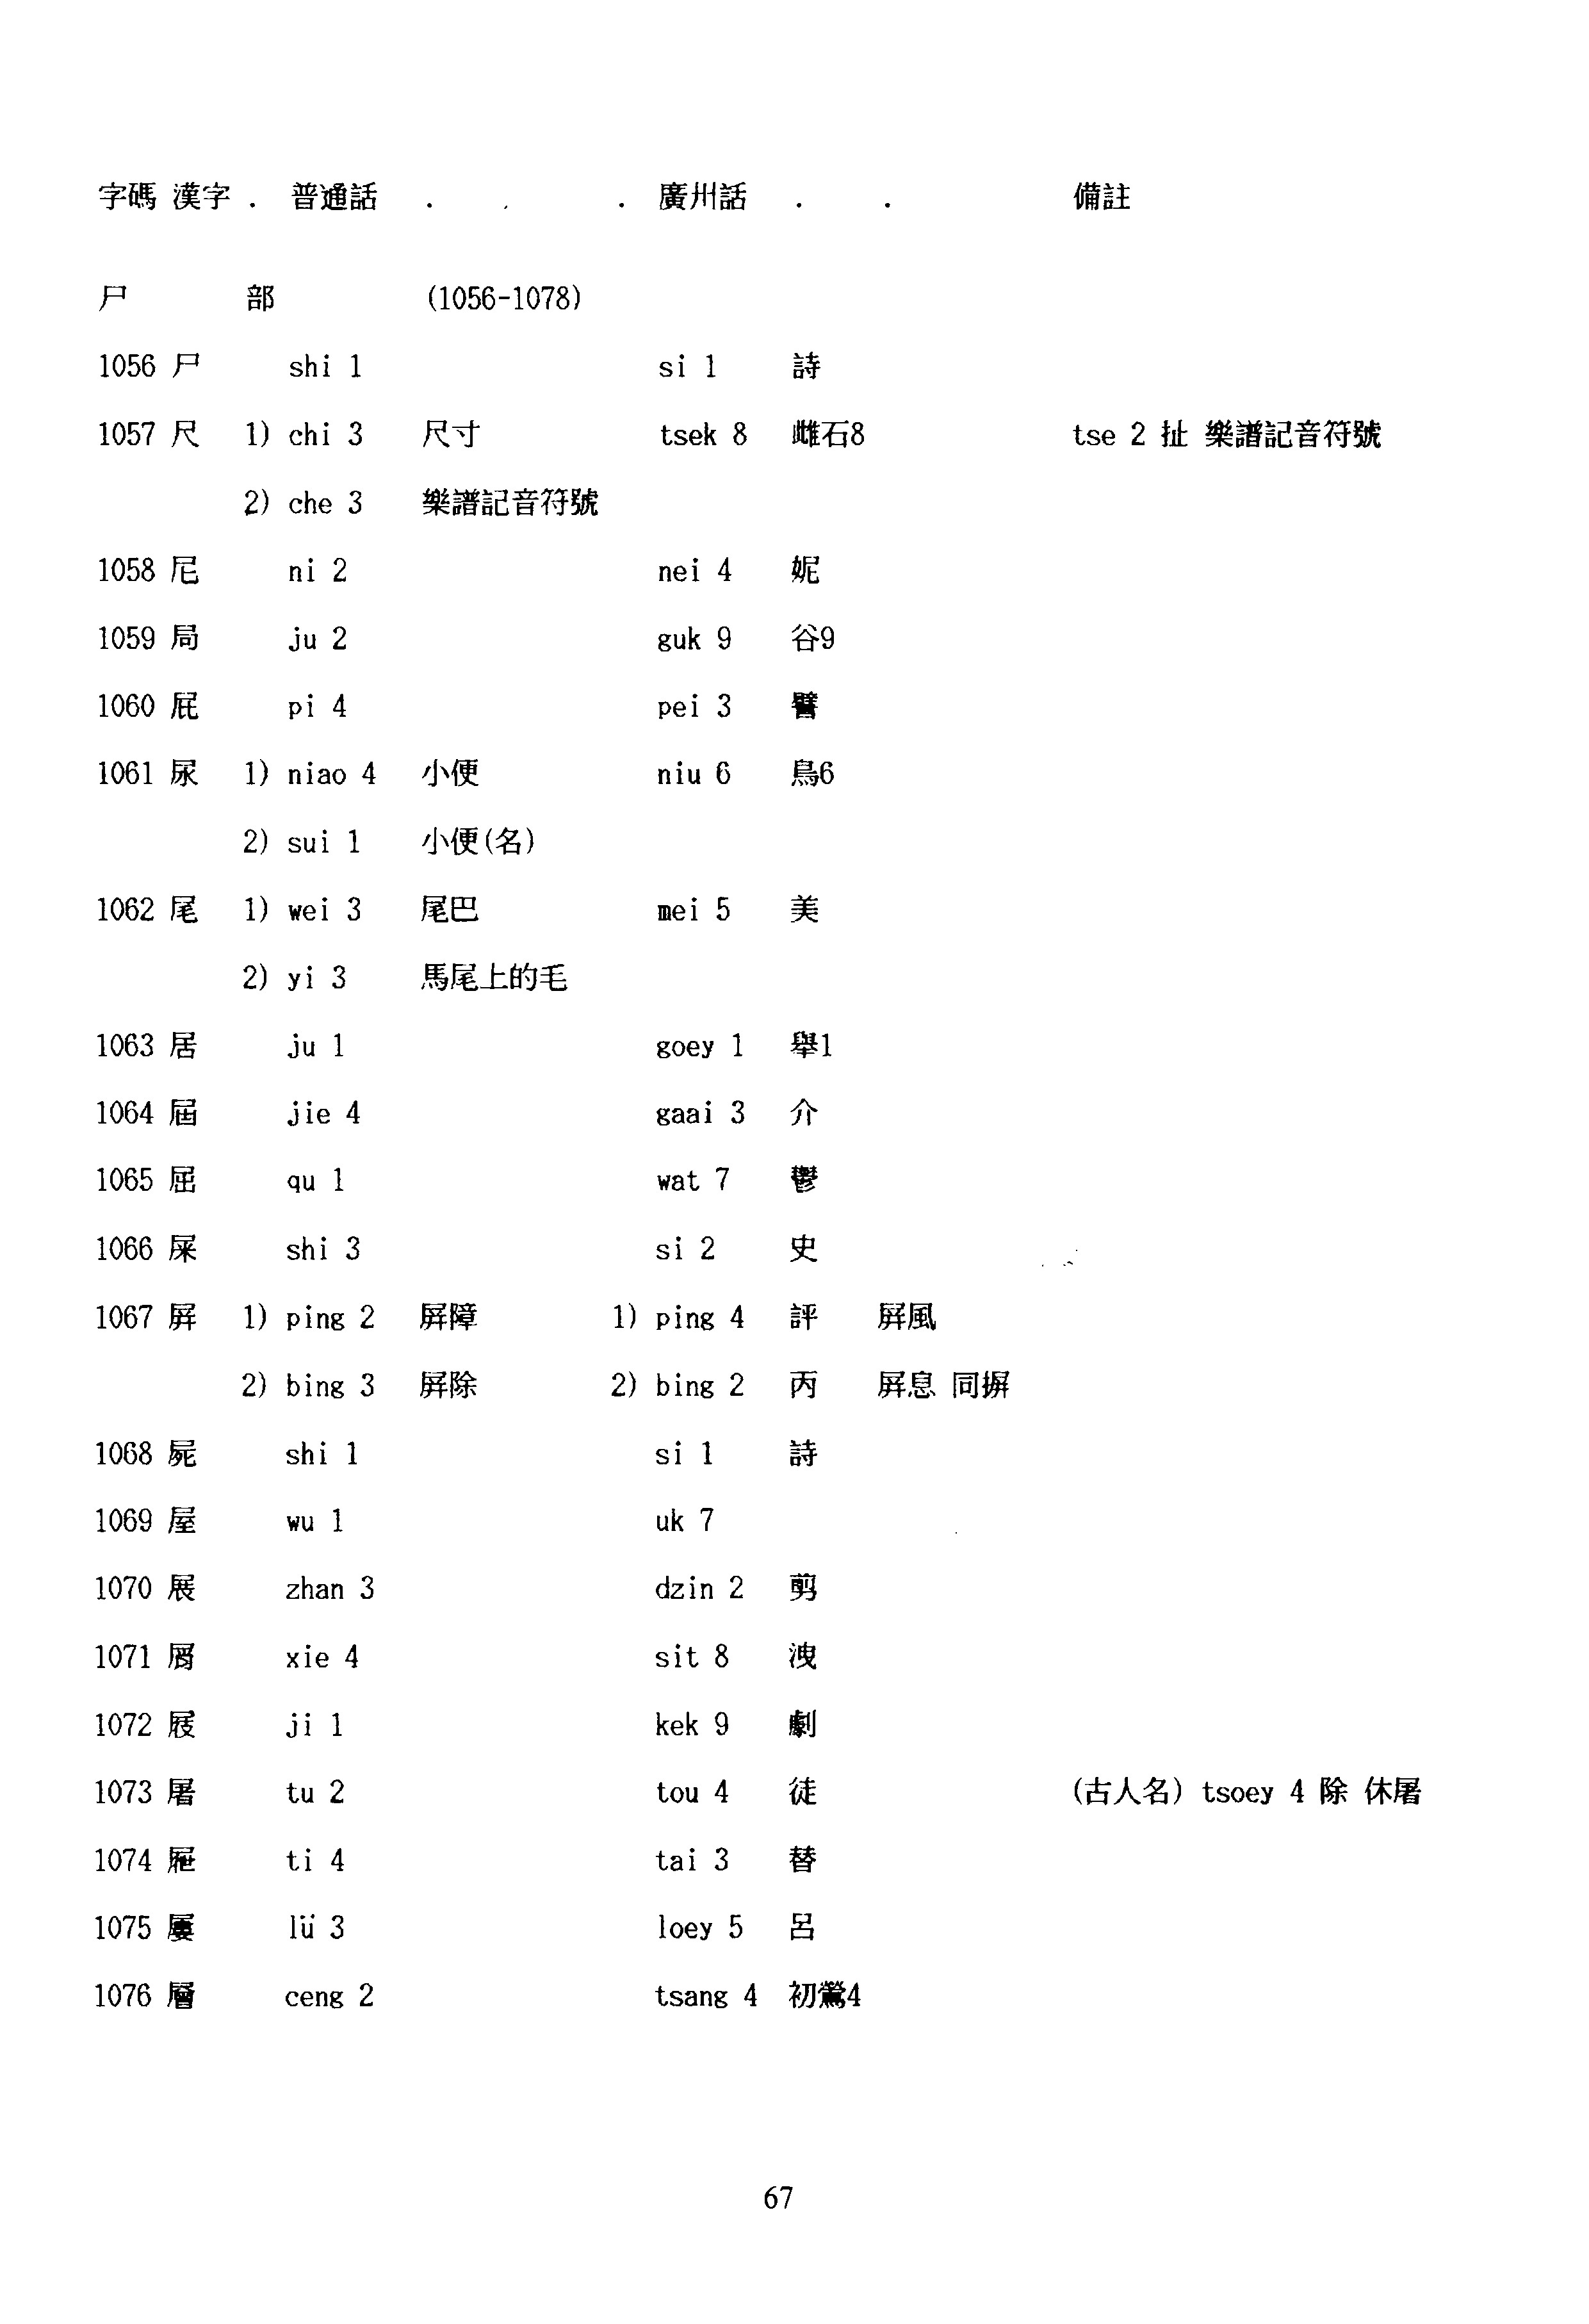 字碼 漢字 . 普通話 . . . 廣州話 . . 備註
尸 部 (1056-1078)
1056 尸 shi 1 si 1 詩
1057 尺 1) chi 3 尺寸 tsek 8 雌石8 tse 2 扯 樂譜記音符號
2) che 3 樂譜記音符號
1058 尼 ni 2 nei 4 妮
1059 局 ju 2 guk 9 谷9
1060 屁 pi 4 pei 3 譬
1061 尿 1) niao 4 小便 niu 6 鳥6
2) sui 1 小便(名)
1062 尾 1) wei 3 尾巴 mei 5 美
2) yi 3 馬尾上的毛
1063 居 ju 1 goey 1 舉1
1064 屆 jie 4 gaai 3 介
1065 屈 qu 1 wat 7 鬱
1066 屎 shi 3 si 2 史
1067 屏 1) ping 2 屏障 1) ping 4 評 屏風
2) bing 3 屏除 2) bing 2 丙 屏息 同摒
1068 屍 shi 1 si 1 詩
1069 屋 wu 1 uk 7
1070 展 zhan 3 dzin 2 剪
1071 屑 xie 4 sit 8 洩
1072 屐 ji 1 kek 9 劇
1073 屠 tu 2 tou 4 徒 (古人名) tsoey 4 除 休屠
1074 屜 ti 4 tai 3 替
1075 屢 lü 3 loey 5 呂
1076 層 ceng 2 tsang 4 初鶯4
67